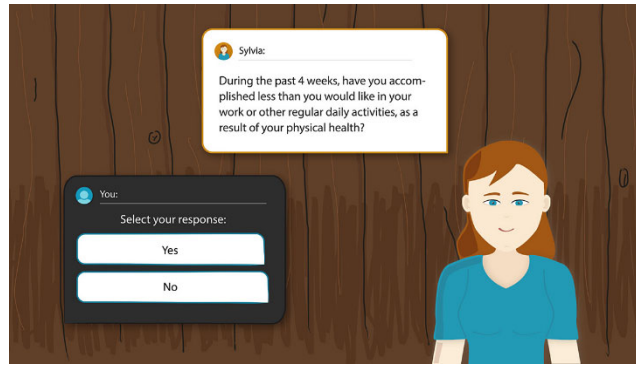 Sylvia:
During the past 4 weeks, have you accom-
plished less than you would like in your
work or other regular daily activities, as a
result of your physical health?
You:
Select your response:
Yes
No